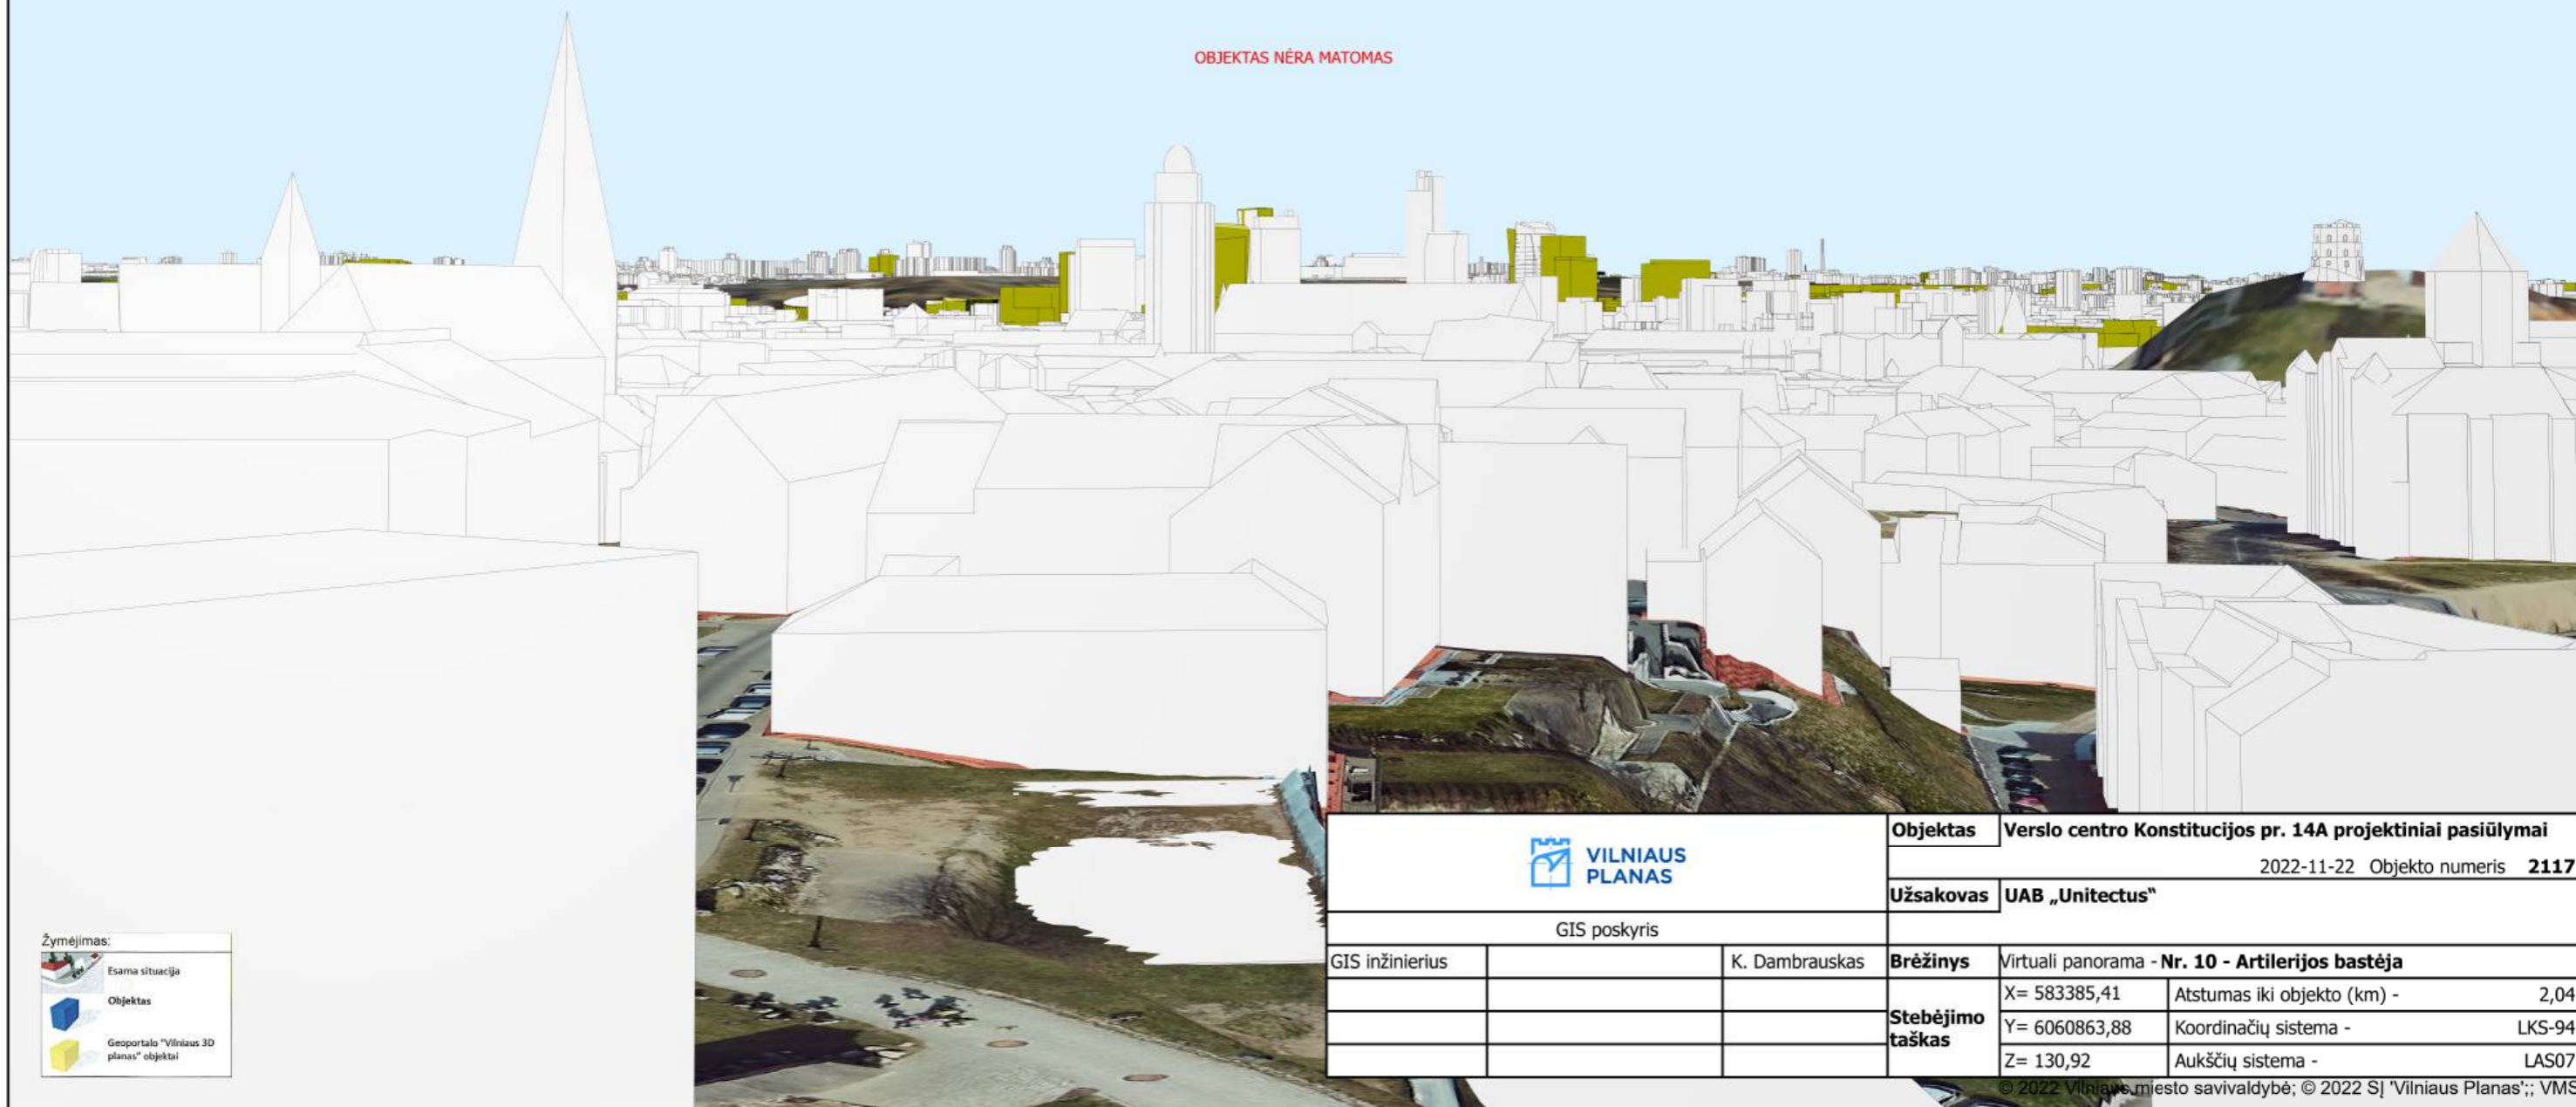 OBJEKTAS NĖRA MATOMAS
Žymėjimas:
Esama situacija
Objektas
Geoportalo "Vilniaus 3D
planas" objektai
VILNIAUS
PLANAS
GIS poskyris
GIS inžinierius K. Dambrauskas
Objektas Verslo centro Konstitucijos pr. 14A projektiniai pasiūlymai
2022-11-22 Objekto numeris 2117
Užsakovas UAB „Unitectus“
Brėžinys Virtuali panorama - Nr. 10 - Artilerijos bastėja
Stebėjimo
taškas
X= 583385,41 Atstumas iki objekto (km) - 2,04
Y= 6060863,88 Koordinačių sistema - LKS-94
Z= 130,92 Aukščių sistema - LAS07
© 2022 Vilniaus miesto savivaldybė; © 2022 SĮ 'Vilniaus Planas';; VMS